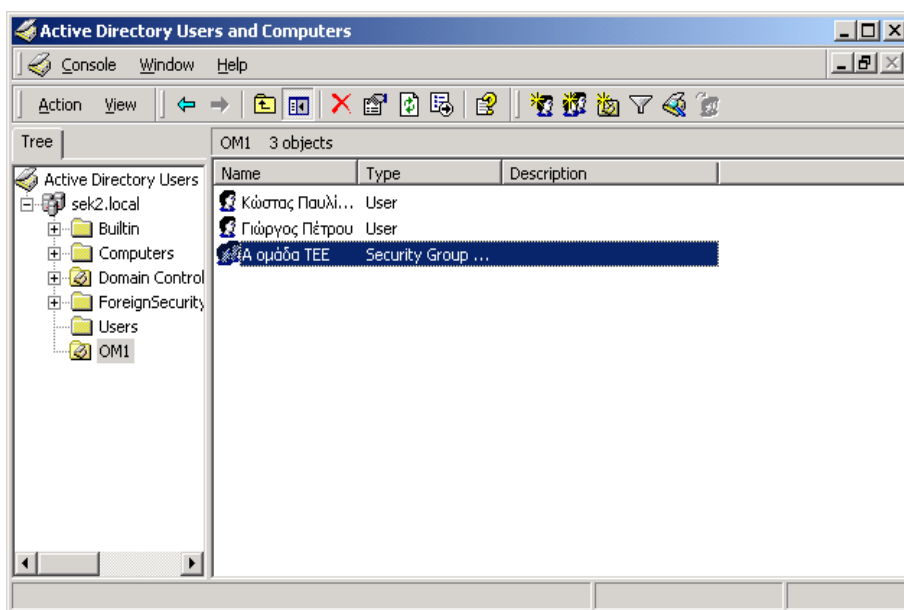 Active Directory Users and Computers
Console Window Help
Action View
Tree
OM1 3 objects
Active Directory Users
sek2.local
Builtin
Computers
Domain Control
ForeignSecurity
Users
OM1
Name Type Description
Κώστας Παυλί... User
Γιώργος Πέτρου User
Α ομάδα ΤΕΕ Security Group ...